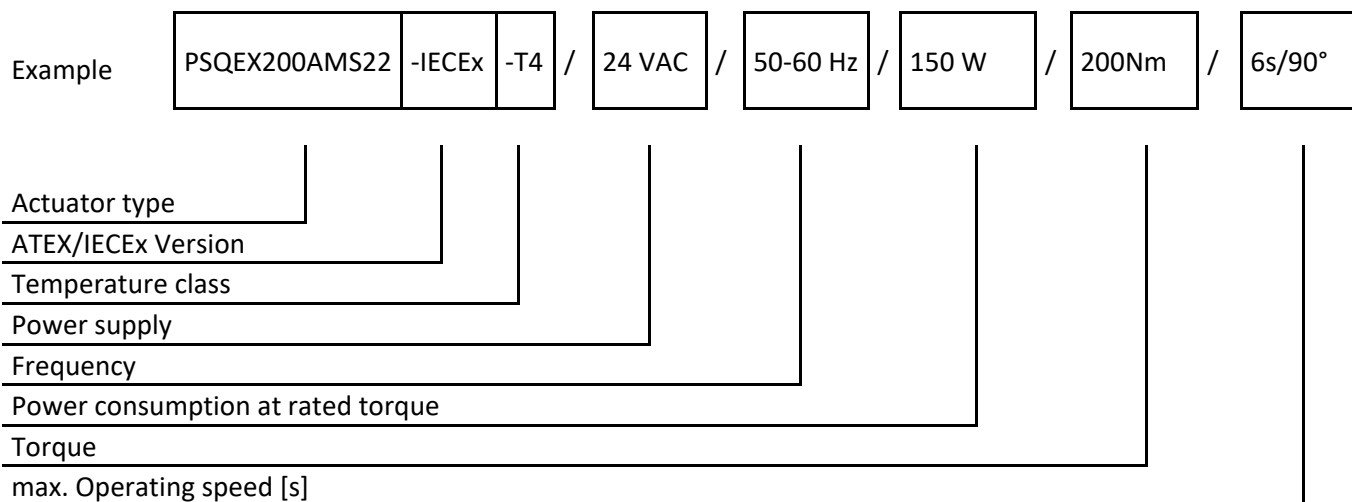 Example PSQEX200AMS22 -IECEx -T4 / 24 VAC / 50-60 Hz / 150 W / 200Nm / 6s/90°
Actuator type
ATEX/IECEx Version
Temperature class
Power supply
Frequency
Power consumption at rated torque
Torque
max. Operating speed [s]